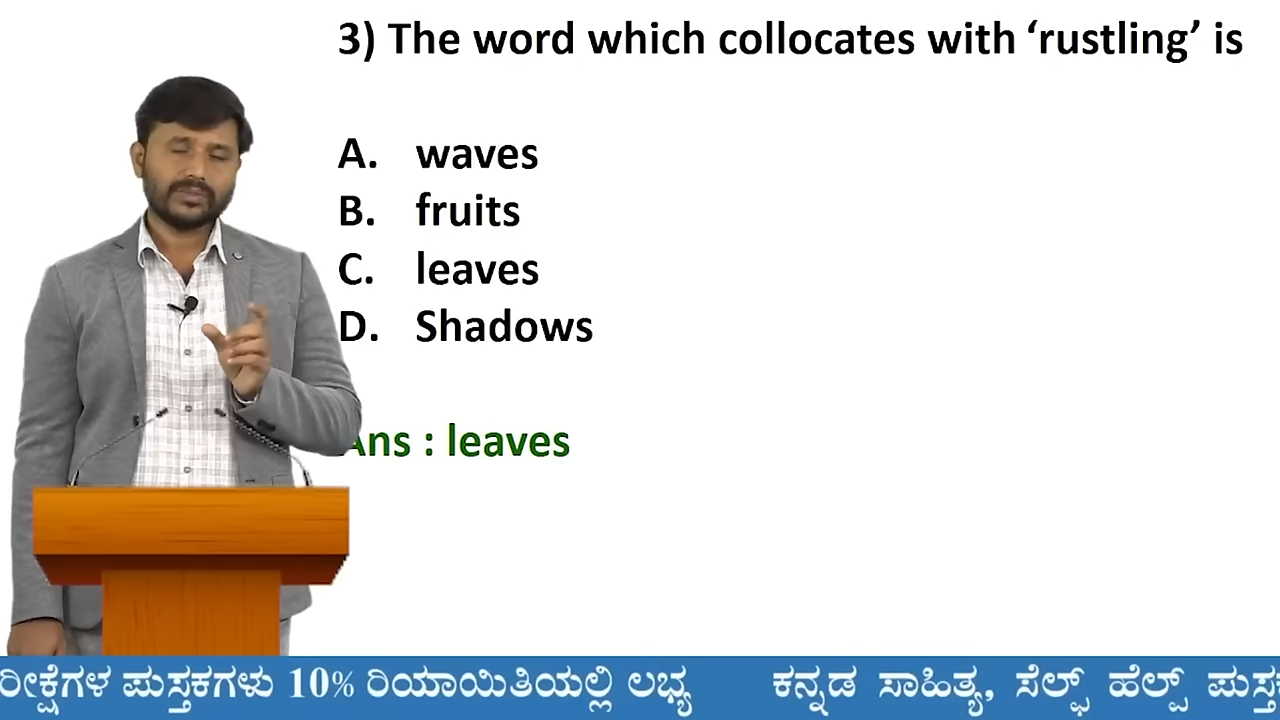 3) The word which collocates with ‘rustling’ is
A. waves
B. fruits
C. leaves
D. Shadows
Ans : leaves
ಪುಸ್ತಕಗಳು 10% ರಿಯಾಯಿತಿಯಲ್ಲಿ ಲಭ್ಯ ಕನ್ನಡ ಸಾಹಿತ್ಯ, ಸೆಲ್ಫ್ ಹೆಲ್ಪ್